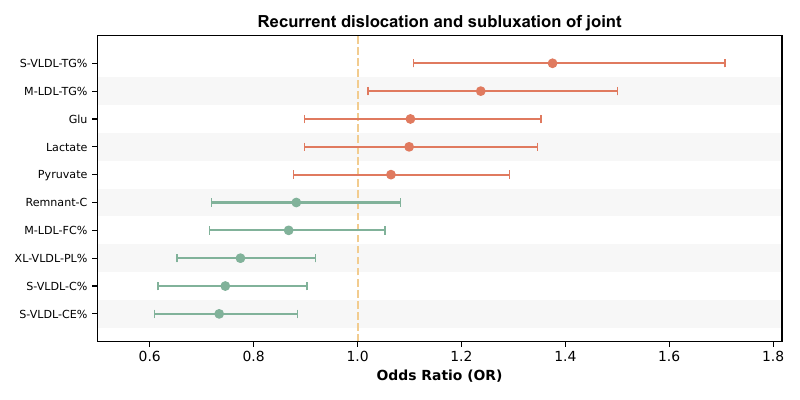 Recurrent dislocation and subluxation of joint
S-VLDL-TG%
M-LDL-TG%
Glu
Lactate
Pyruvate
Remnant-C
M-LDL-FC%
XL-VLDL-PL%
S-VLDL-C%
S-VLDL-CE%
0.6 0.8 1.0 1.2 1.4 1.6 1.8
Odds Ratio (OR)